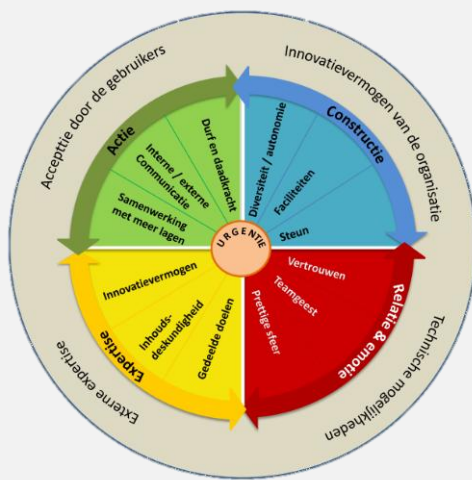 Acceptie door de gebruikers
Innovatievermogen van de organisatie
Actie
Constructie
Samenwerking
met meer lagen
Interne / externe
Communicatie
Durf en daadkracht
Diversiteit / autonomie
Faciliteiten
Steun
URGENTIE
Innovatievermogen
Inhouds-
deskundigheid
Gedeelde doelen
Vertrouwen
Teamgeest
Prettige sfeer
Expertise
Relatie & emotie
Externe expertise
Technische mogelijkheden